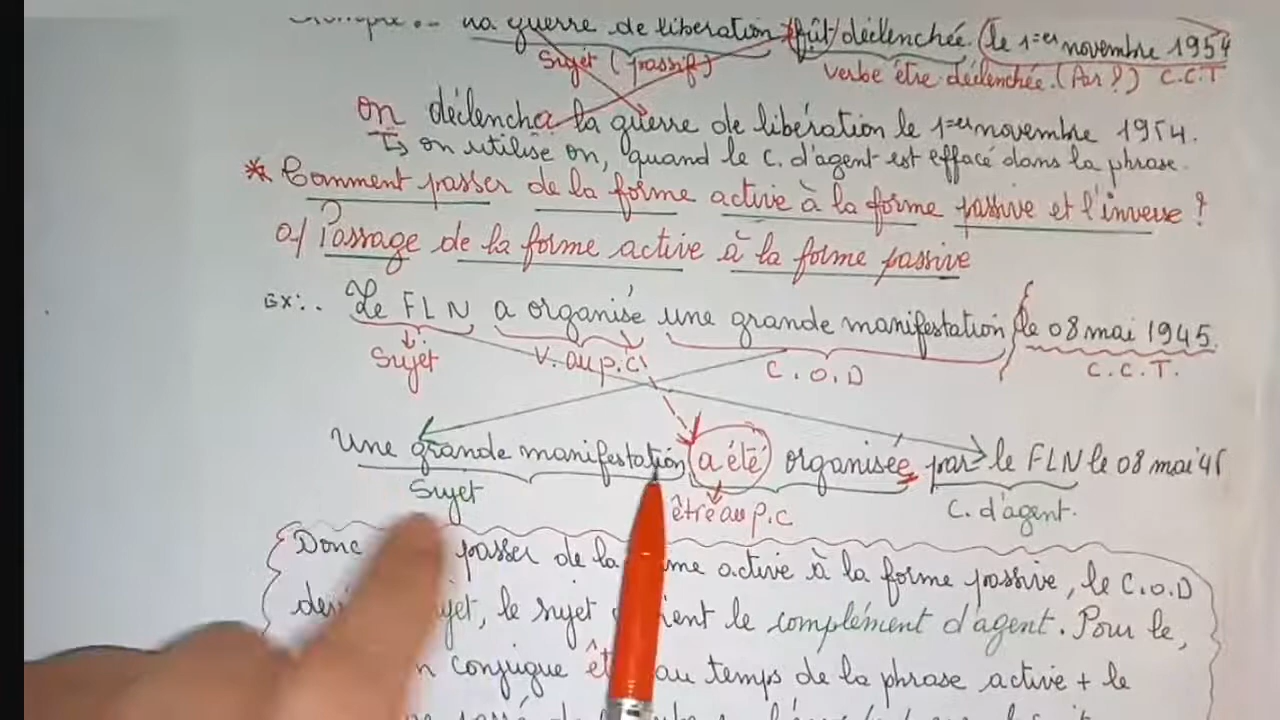 Exemple :. La guerre de libération fût déclenchée le 1er novembre 1954
Sujet (passif) verbe être déclenchée. (Par ?) C.C.T
on déclencha la guerre de libération le 1er novembre 1954.
↳ on utilise on, quand le c. d'agent est effacé dans la phrase.
* Comment passer de la forme active à la forme passive et l'inverse ?
a/ Passage de la forme active à la forme passive
Ex:. Le FLN a organisé une grande manifestation le 08 mai 1945.
Sujet V. au p.c C.O.D C.C.T.
Une grande manifestation a été organisée par le FLN le 08 mai 45
Sujet être au p.c C. d'agent.
Donc passer de la forme active à la forme passive, le C.O.D
sujet, le sujet devient le complément d'agent. Pour le,
conjugue au temps de la phrase active + le